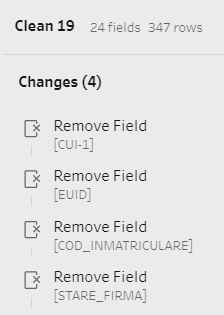 Clean 19 24 fields 347 rows
Changes (4)
Remove Field
[CUI-1]
Remove Field
[EUID]
Remove Field
[COD_INMATRICULARE]
Remove Field
[STARE_FIRMA]